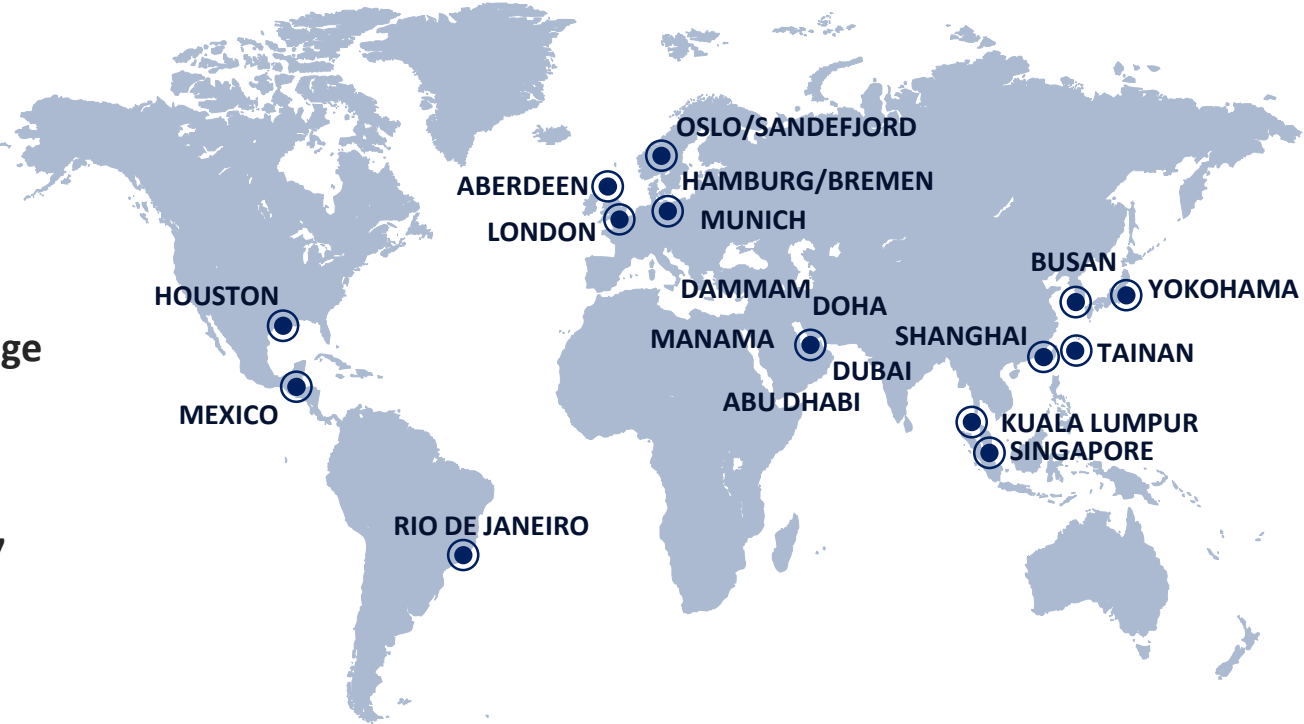 OSLO/SANDEFJORD
ABERDEEN
HAMBURG/BREMEN
LONDON
MUNICH
BUSAN
HOUSTON
DAMMAM
YOKOHAMA
DOHA
MANAMA
SHANGHAI
ge
TAINAN
DUBAI
MEXICO
ABU DHABI
KUALA LUMPUR
SINGAPORE
RIO DE JANEIRO